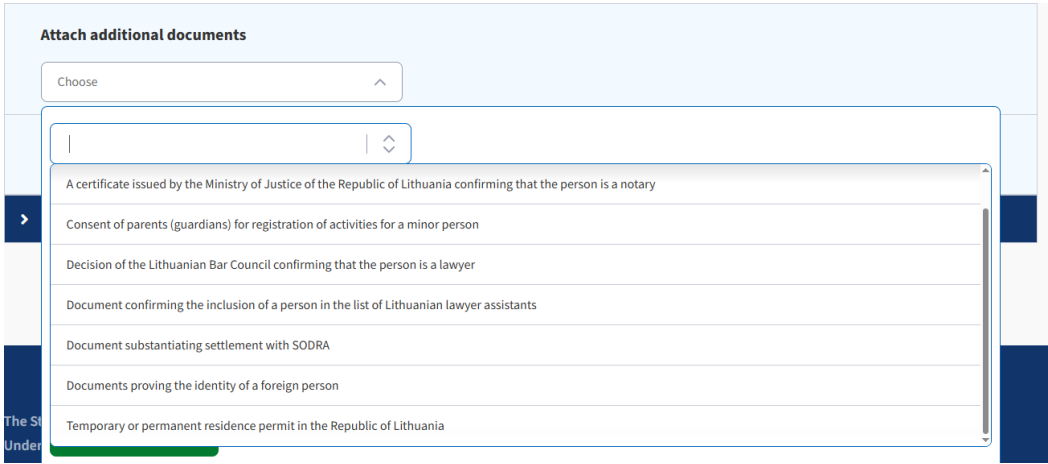 Attach additional documents
Choose
A certificate issued by the Ministry of Justice of the Republic of Lithuania confirming that the person is a notary
Consent of parents (guardians) for registration of activities for a minor person
Decision of the Lithuanian Bar Council confirming that the person is a lawyer
Document confirming the inclusion of a person in the list of Lithuanian lawyer assistants
Document substantiating settlement with SODRA
Documents proving the identity of a foreign person
Temporary or permanent residence permit in the Republic of Lithuania
The St
Under